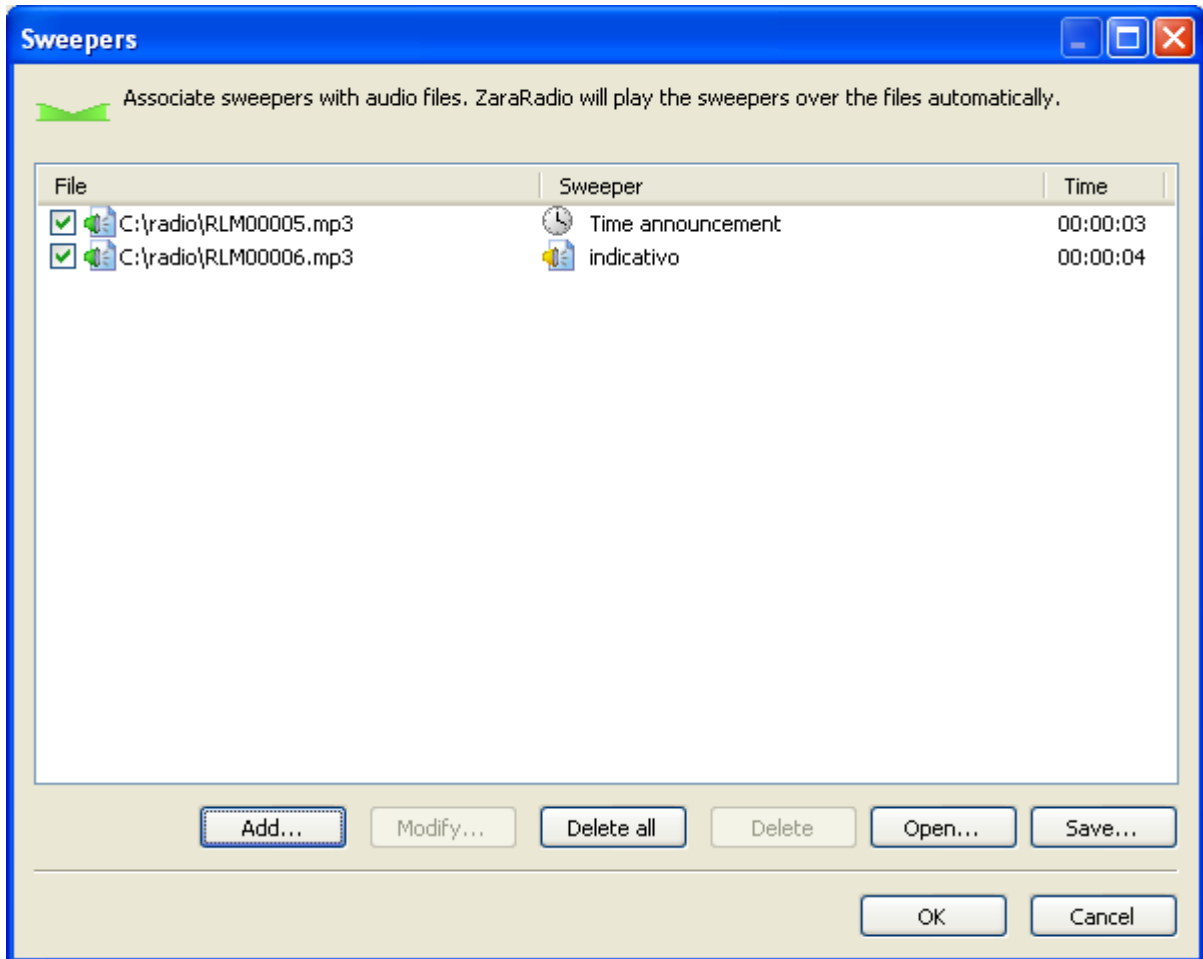 Sweepers
Associate sweepers with audio files. ZaraRadio will play the sweepers over the files automatically.
File Sweeper Time
C:\radio\RLM00005.mp3 Time announcement 00:00:03
C:\radio\RLM00006.mp3 indicativo 00:00:04
Add... Modify... Delete all Delete Open... Save...
OK Cancel